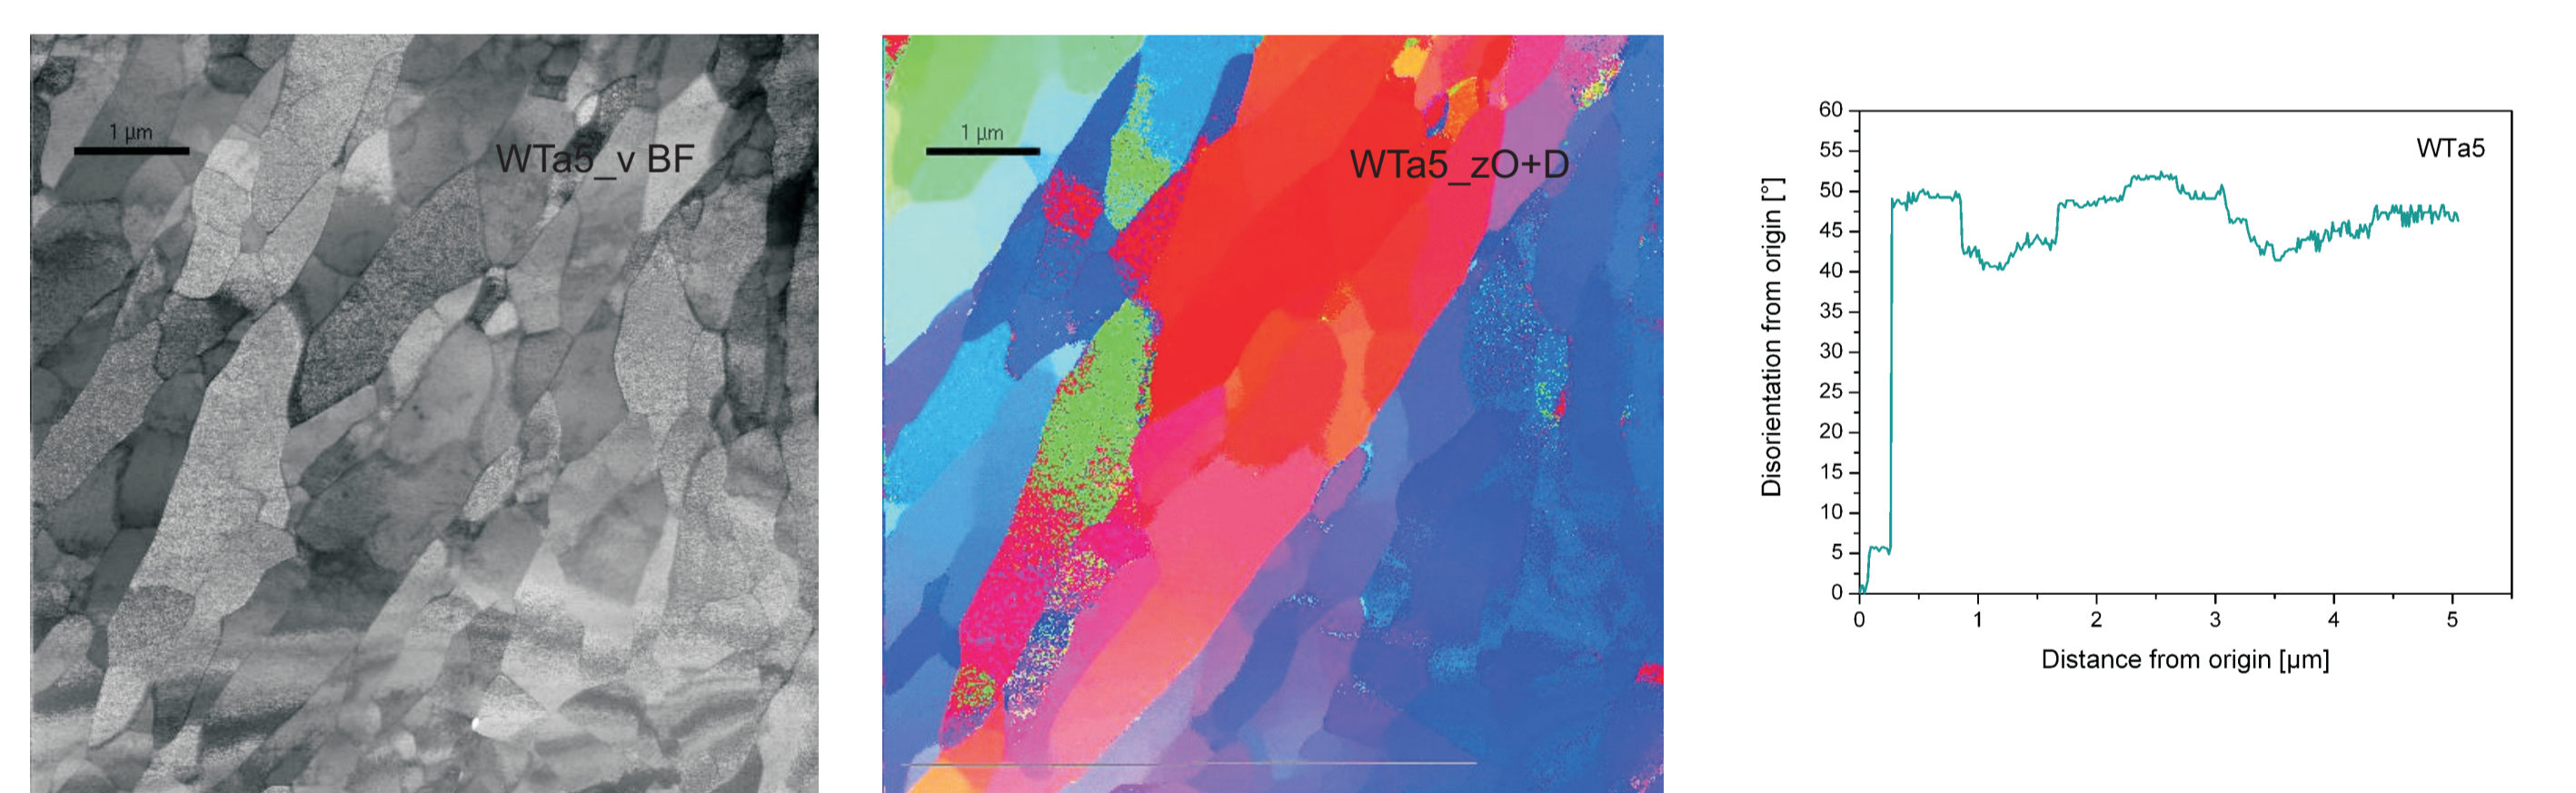 1 µm
WTa5_v BF
1 µm
WTa5_zO+D
WTa5
Disorientation from origin [°]
60
55
50
45
40
35
30
25
20
15
10
5
0
0 1 2 3 4 5
Distance from origin [µm]